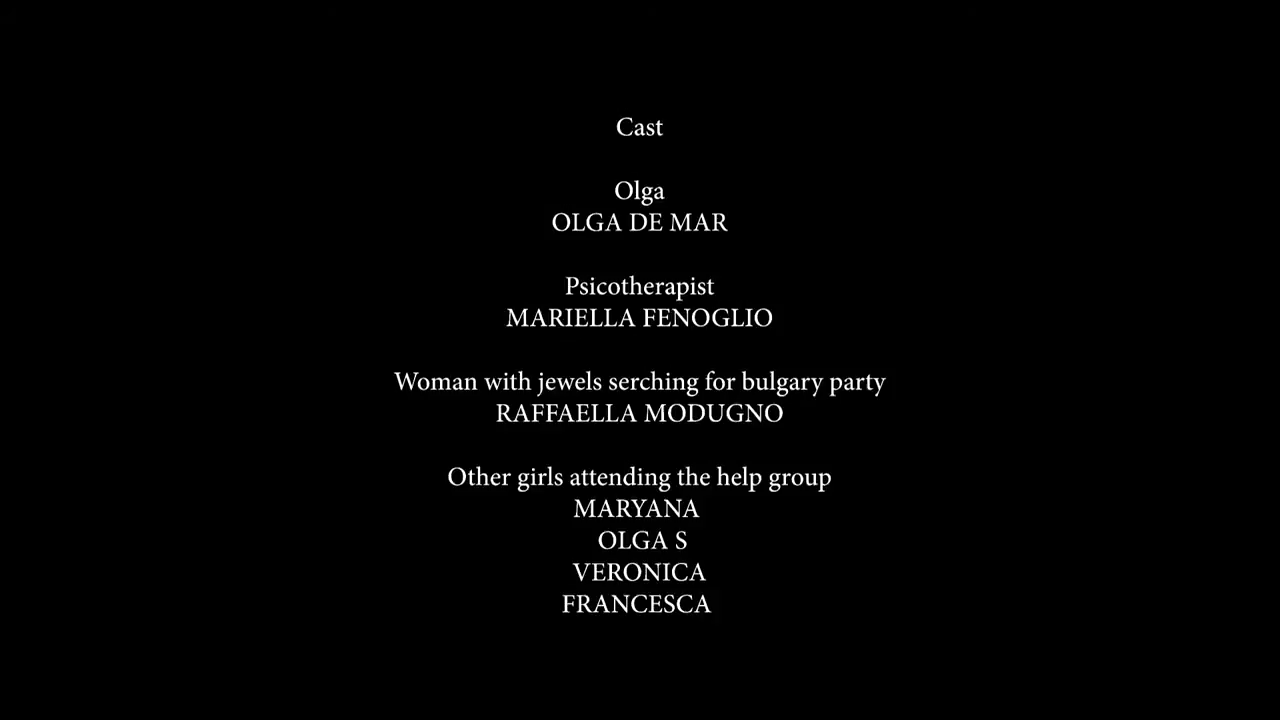 Cast
Olga
OLGA DE MAR
Psicotherapist
MARIELLA FENOGLIO
Woman with jewels serching for bulgary party
RAFFAELLA MODUGNO
Other girls attending the help group
MARYANA
OLGA S
VERONICA
FRANCESCA